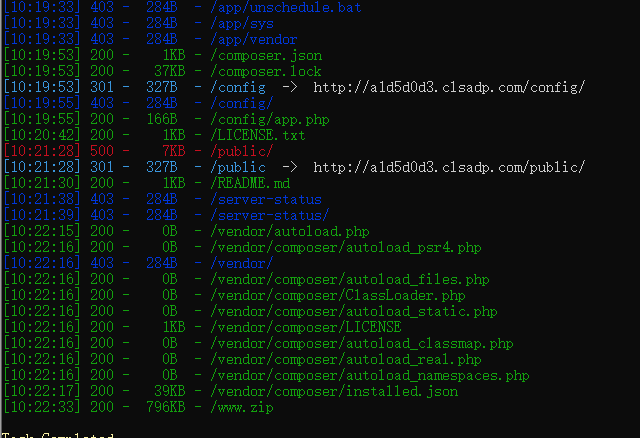 [10:19:33] 403 - 284B - /app/unschedule.bat
[10:19:33] 403 - 284B - /app/sys
[10:19:33] 403 - 284B - /app/vendor
[10:19:53] 200 - 1KB - /composer.json
[10:19:53] 200 - 37KB - /composer.lock
[10:19:53] 301 - 327B - /config -> http://a1d5d0d3.clsadp.com/config/
[10:19:55] 403 - 284B - /config/
[10:19:55] 200 - 166B - /config/app.php
[10:20:42] 200 - 1KB - /LICENSE.txt
[10:21:28] 500 - 7KB - /public/
[10:21:28] 301 - 327B - /public -> http://a1d5d0d3.clsadp.com/public/
[10:21:30] 200 - 1KB - /README.md
[10:21:38] 403 - 284B - /server-status
[10:21:39] 403 - 284B - /server-status/
[10:22:15] 200 - 0B - /vendor/autoload.php
[10:22:16] 200 - 0B - /vendor/composer/autoload_psr4.php
[10:22:16] 403 - 284B - /vendor/
[10:22:16] 200 - 0B - /vendor/composer/autoload_files.php
[10:22:16] 200 - 0B - /vendor/composer/ClassLoader.php
[10:22:16] 200 - 0B - /vendor/composer/autoload_static.php
[10:22:16] 200 - 1KB - /vendor/composer/LICENSE
[10:22:16] 200 - 0B - /vendor/composer/autoload_classmap.php
[10:22:16] 200 - 0B - /vendor/composer/autoload_real.php
[10:22:16] 200 - 0B - /vendor/composer/autoload_namespaces.php
[10:22:17] 200 - 39KB - /vendor/composer/installed.json
[10:22:33] 200 - 796KB - /www.zip
Task Completed